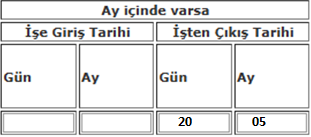 Ay içinde varsa
İşe Giriş Tarihi İşten Çıkış Tarihi
Gün Ay Gün Ay
20 05